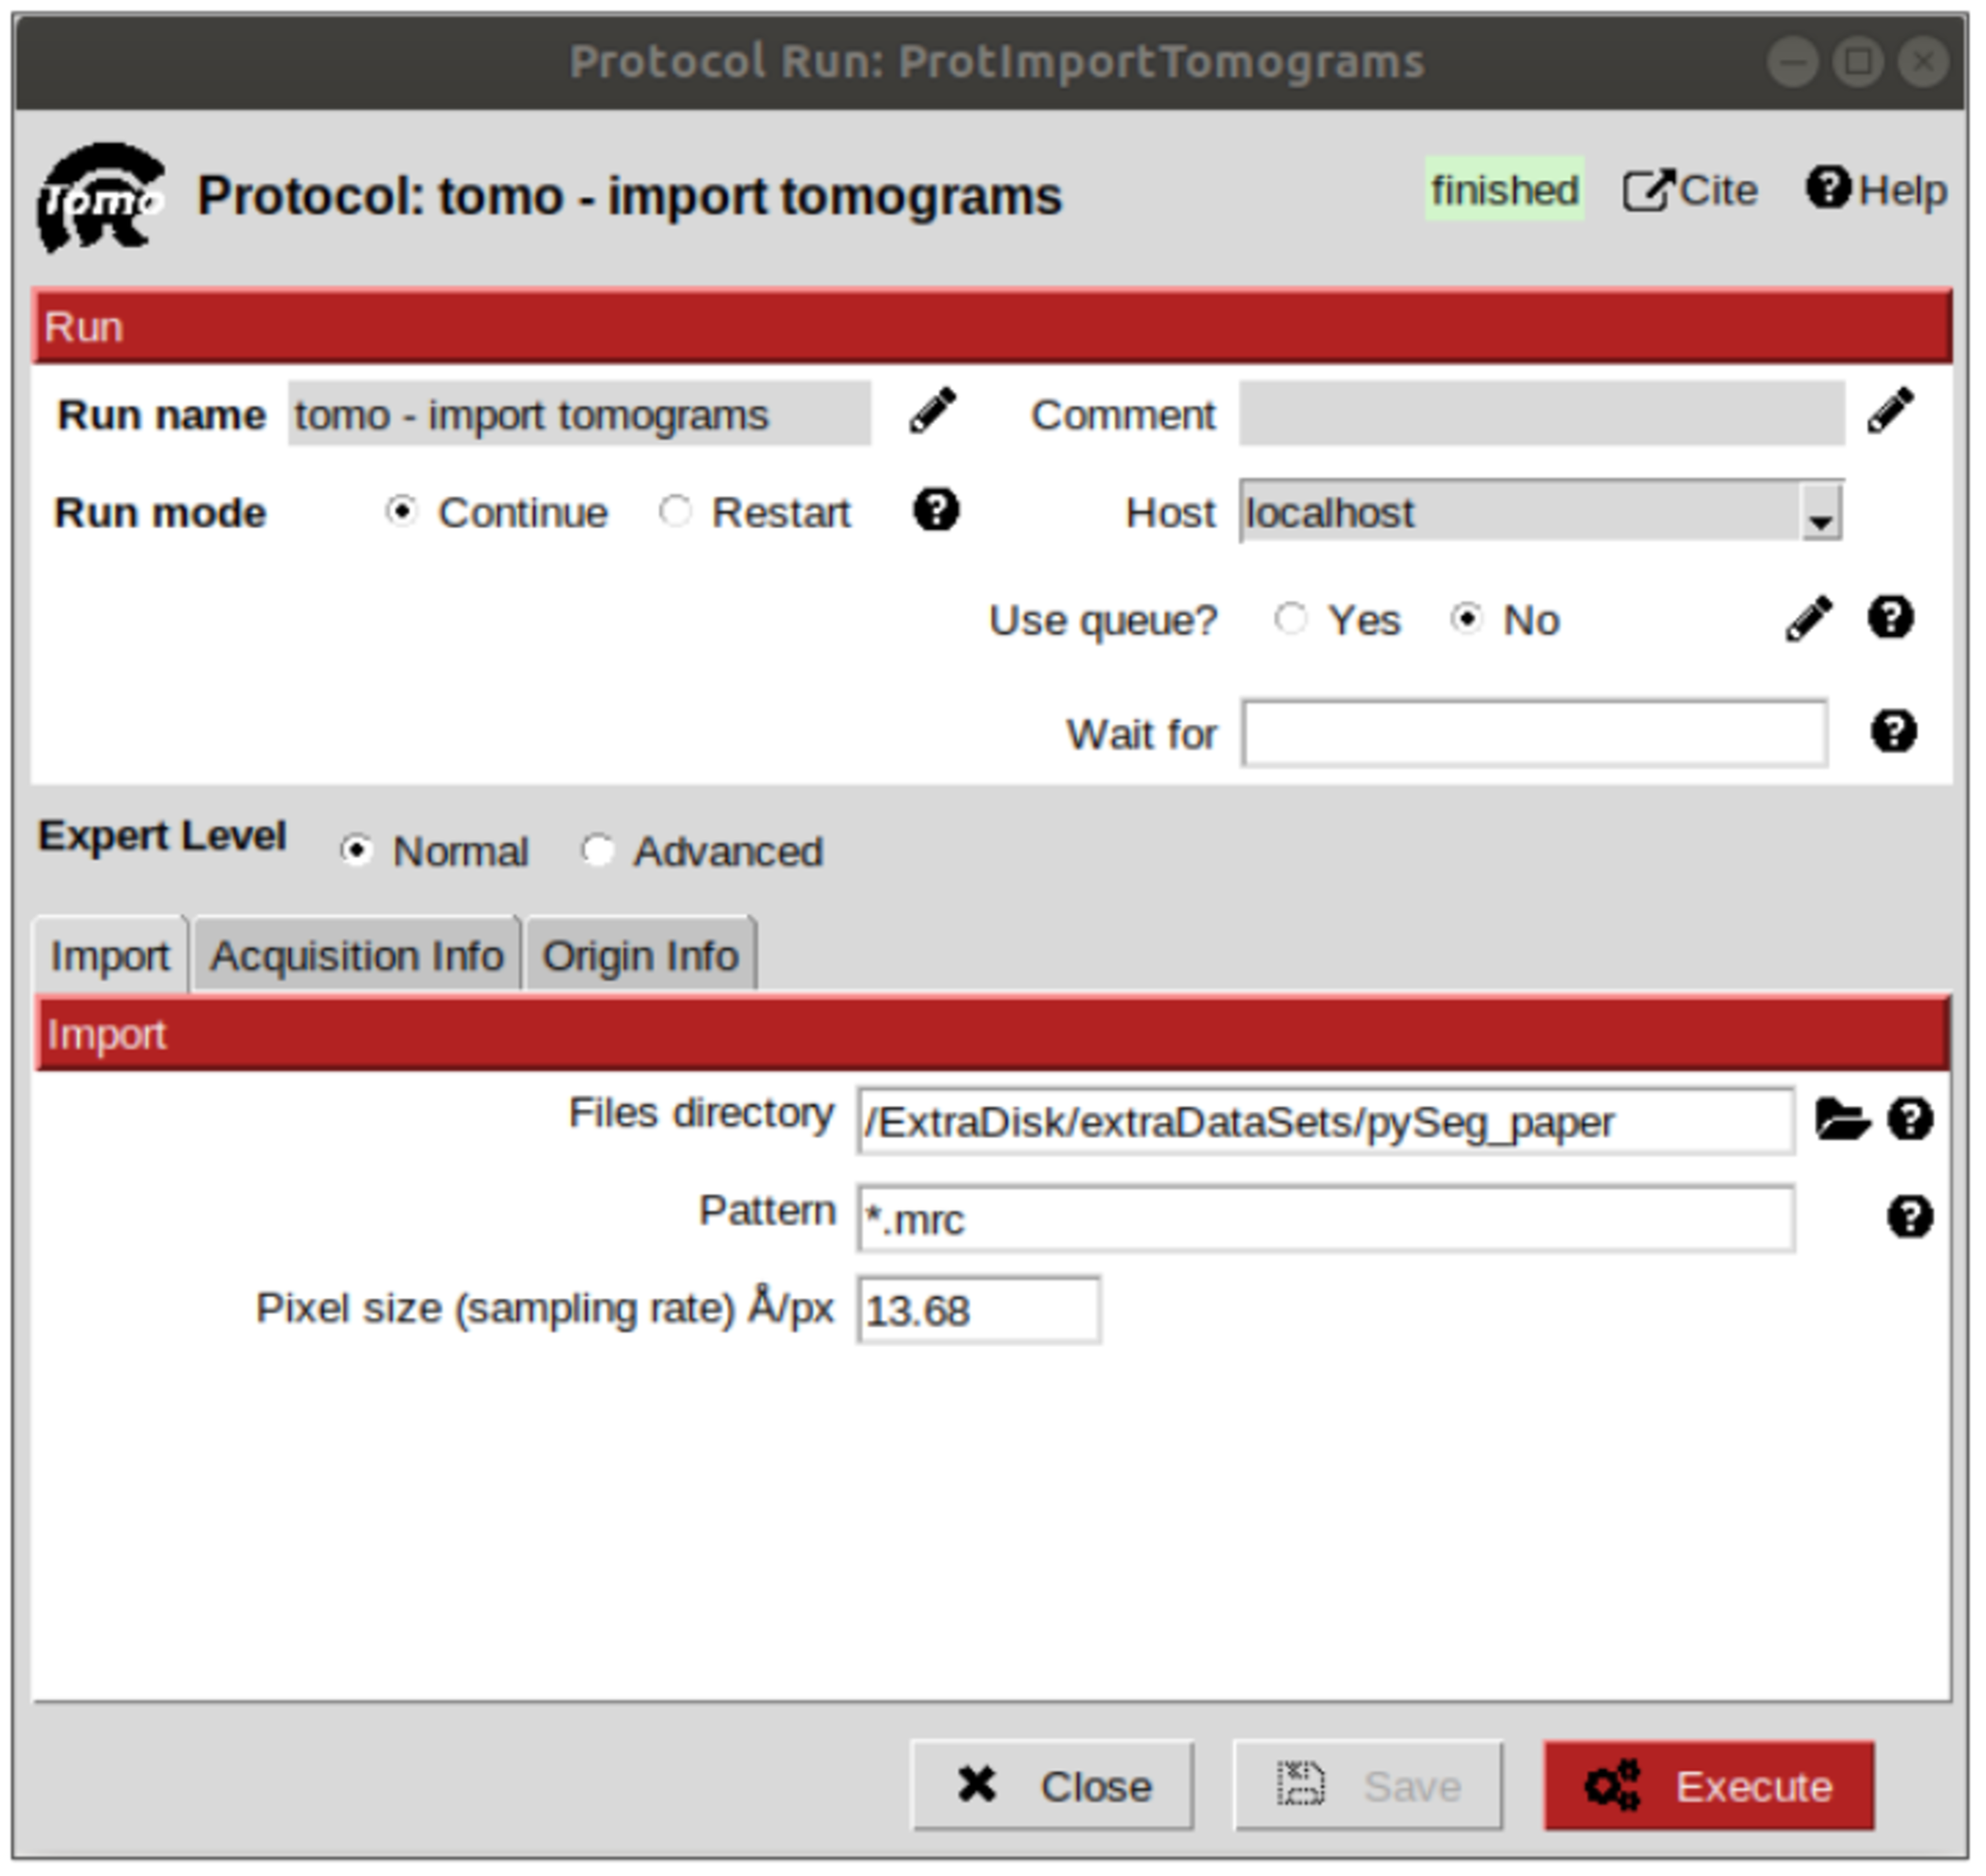 Protocol Run: ProtImportTomograms
Tomo
Protocol: tomo - import tomograms finished Cite Help
Run
Run name tomo - import tomograms Comment
Run mode Continue Restart Host localhost
Use queue? Yes No
Wait for
Expert Level Normal Advanced
Import Acquisition Info Origin Info
Import
Files directory /ExtraDisk/extraDataSets/pySeg_paper
Pattern *.mrc
Pixel size (sampling rate) Å/px 13.68
Close Save Execute